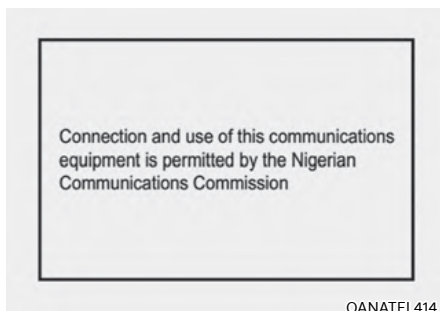 Connection and use of this communications
equipment is permitted by the Nigerian
Communications Commission
OANATEL414